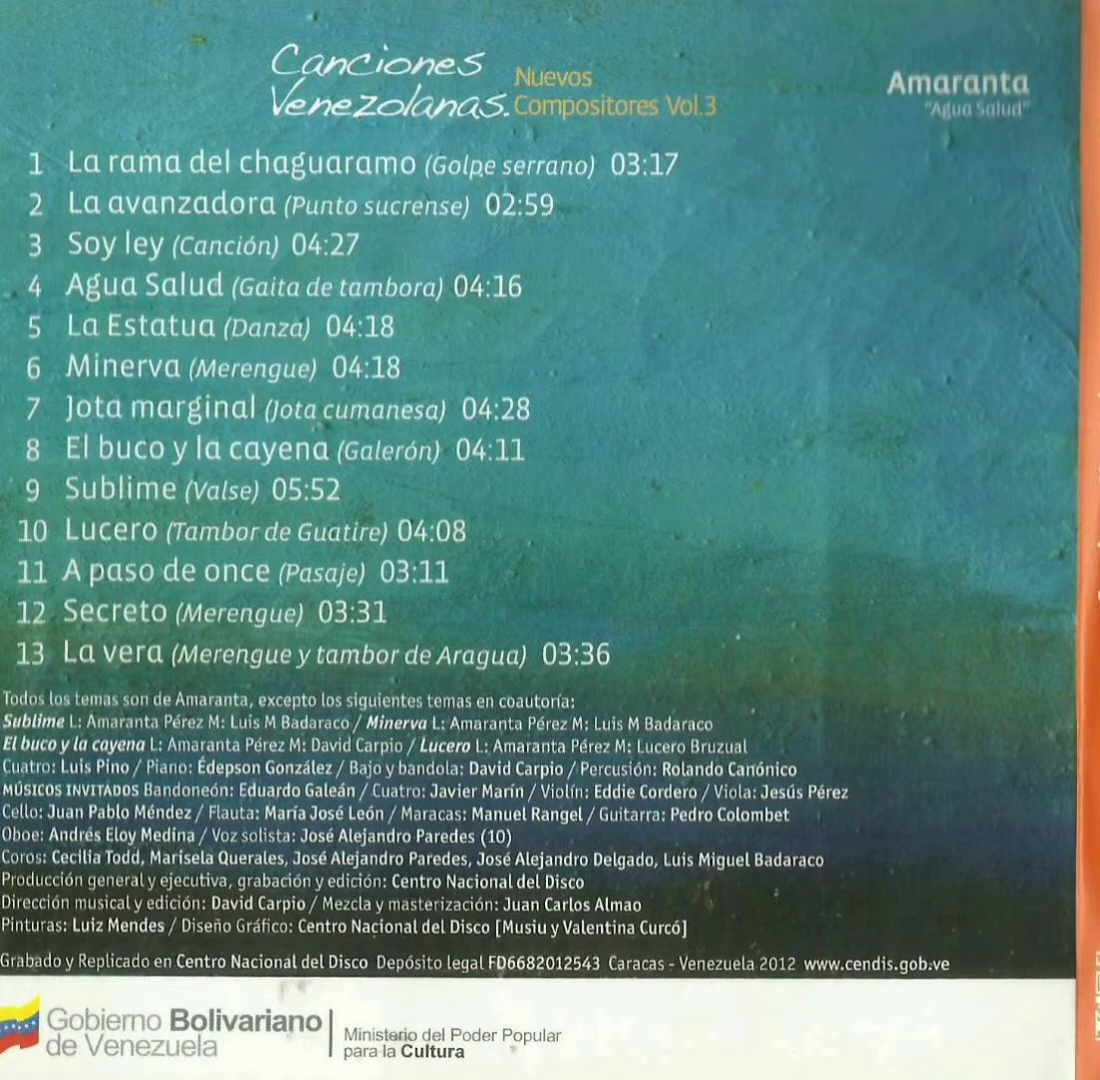 Canciones
Venezolanas.
Nuevos
Compositores Vol.3
Amaranta
"Agua Salud"
1 La rama del chaguaramo (Golpe serrano) 03:17
2 La avanzadora (Punto sucrense) 02:59
3 Soy ley (Canción) 04:27
4 Agua Salud (Gaita de tambora) 04:16
5 La Estatua (Danza) 04:18
6 Minerva (Merengue) 04:18
7 Jota marginal (Jota cumanesa) 04:28
8 El buco y la cayena (Galerón) 04:11
9 Sublime (Valse) 05:52
10 Lucero (Tambor de Guatire) 04:08
11 A paso de once (Pasaje) 03:11
12 Secreto (Merengue) 03:31
13 La vera (Merengue y tambor de Aragua) 03:36
Todos los temas son de Amaranta, excepto los siguientes temas en coautoría:
Sublime L: Amaranta Pérez M: Luis M Badaraco / Minerva L: Amaranta Pérez M: Luis M Badaraco
El buco y la cayena L: Amaranta Pérez M: David Carpio / Lucero L: Amaranta Pérez M: Lucero Bruzual
Cuatro: Luis Pino / Piano: Édepson González / Bajo y bandola: David Carpio / Percusión: Rolando Canónico
MÚSICOS INVITADOS Bandoneón: Eduardo Galeán / Cuatro: Javier Marín / Violín: Eddie Cordero / Viola: Jesús Pérez
Cello: Juan Pablo Méndez / Flauta: María José León / Maracas: Manuel Rangel / Guitarra: Pedro Colombet
Oboe: Andrés Eloy Medina / Voz solista: José Alejandro Paredes (10)
Coros: Cecilia Todd, Marisela Querales, José Alejandro Paredes, José Alejandro Delgado, Luis Miguel Badaraco
Producción general y ejecutiva, grabación y edición: Centro Nacional del Disco
Dirección musical y edición: David Carpio / Mezcla y masterización: Juan Carlos Almao
Pinturas: Luiz Mendes / Diseño Gráfico: Centro Nacional del Disco [Musiu y Valentina Curcó]
Grabado y Replicado en Centro Nacional del Disco Depósito legal FD6682012543 Caracas - Venezuela 2012 www.cendis.gob.ve
Gobierno Bolivariano
de Venezuela
Ministerio del Poder Popular
para la Cultura